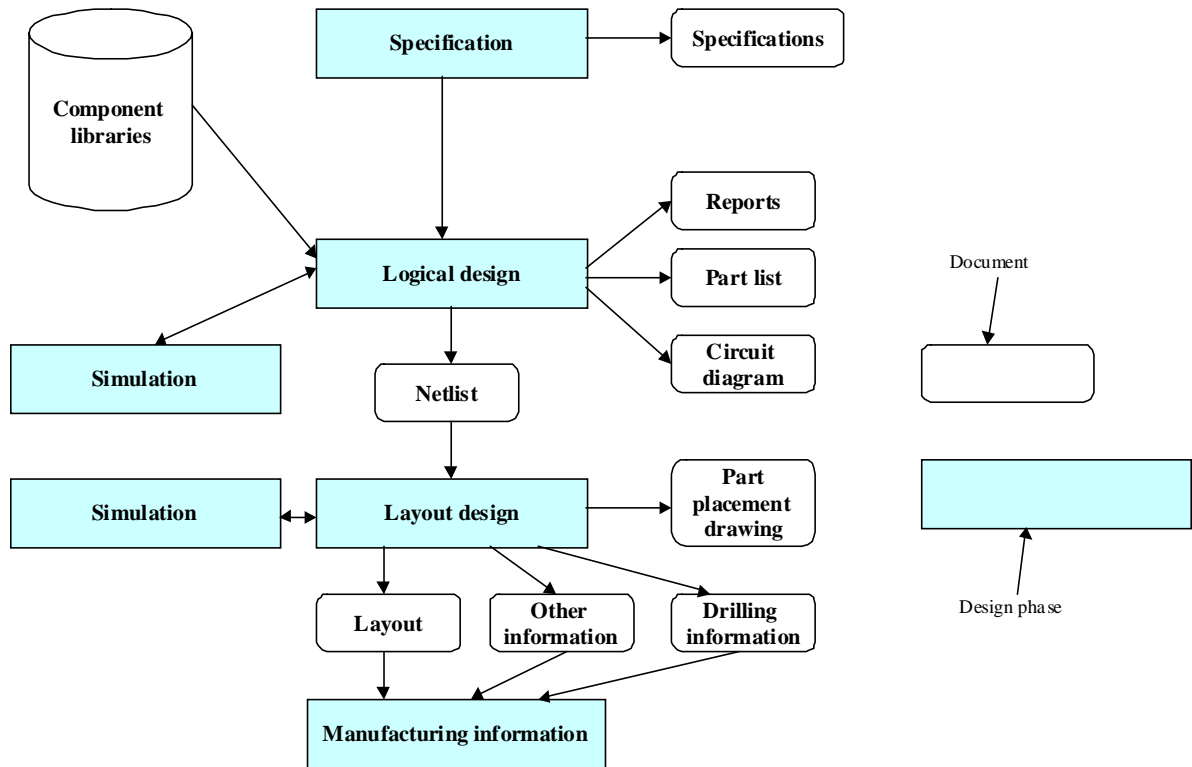 Specification
Specifications
Component
libraries
Reports
Logical design
Part list
Document
Circuit
diagram
Simulation
Netlist
Part
placement
drawing
Simulation
Layout design
Layout
Other
information
Drilling
information
Design phase
Manufacturing information